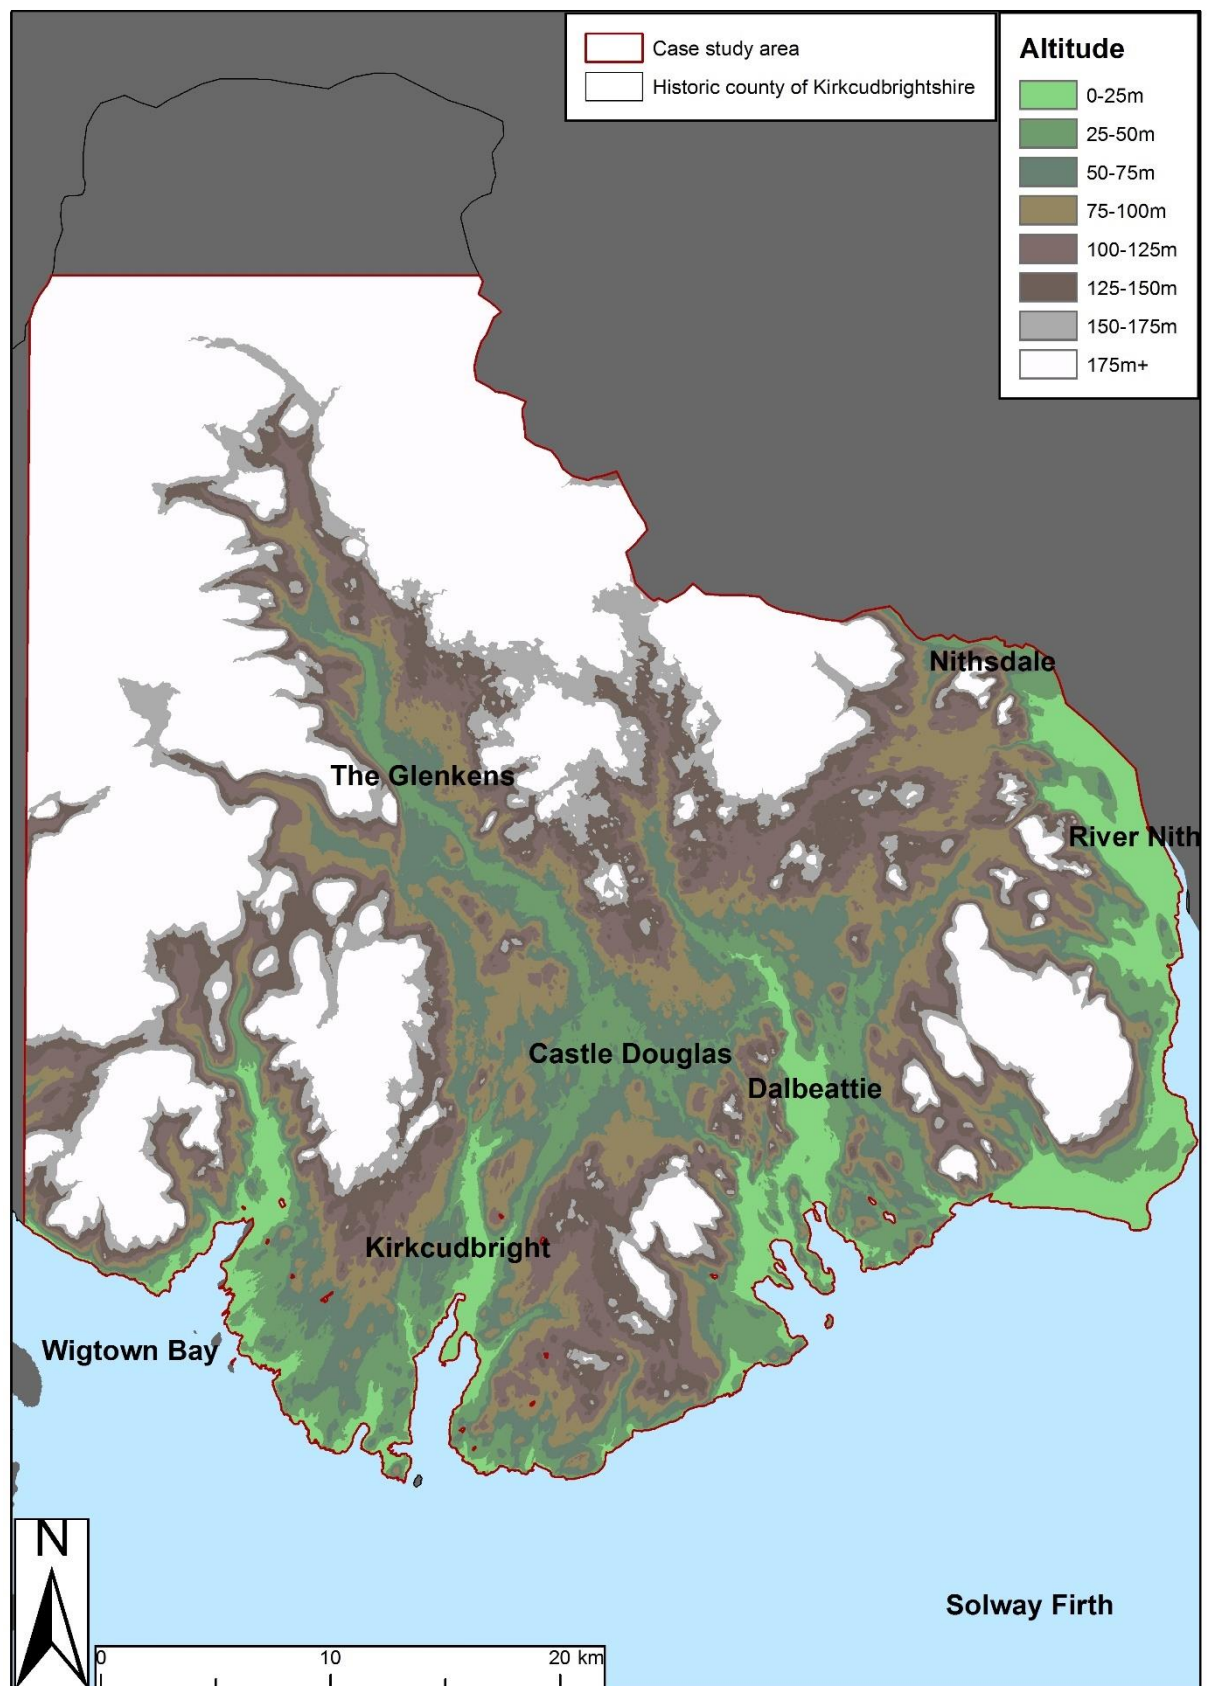 Case study area
Historic county of Kirkcudbrightshire
Altitude
0-25m
25-50m
50-75m
75-100m
100-125m
125-150m
150-175m
175m+
Nithsdale
The Glenkens
River Nith
Castle Douglas
Dalbeattie
Kirkcudbright
Wigtown Bay
N
Solway Firth
0 10 20 km